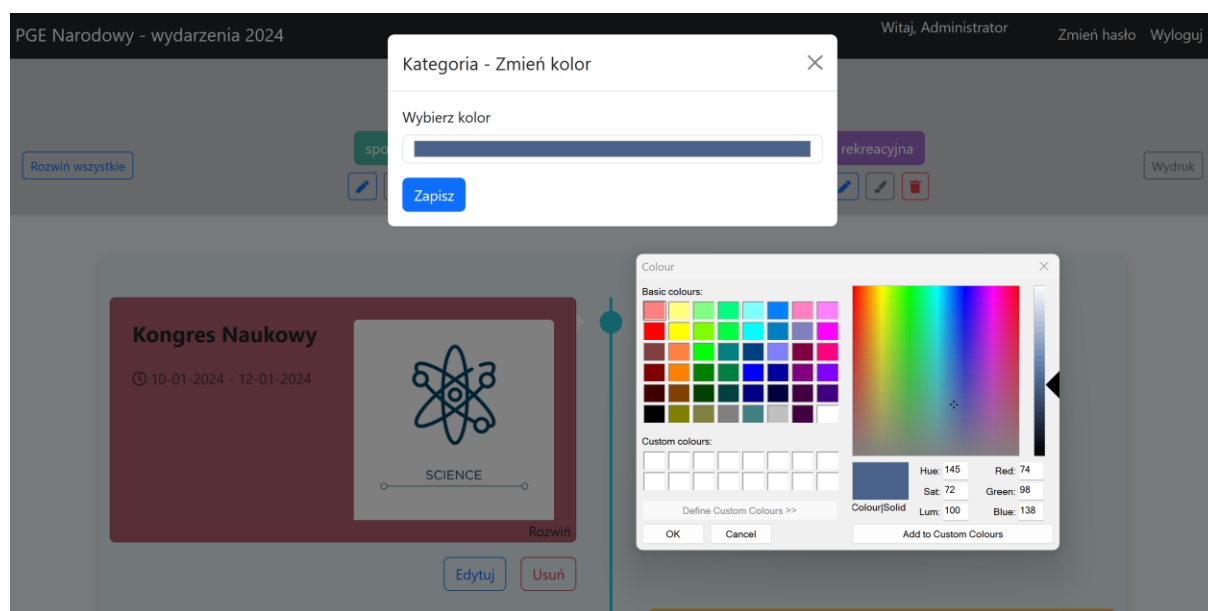 PGE Narodowy - wydarzenia 2024
Witaj, Administrator
Zmień hasło
Wyloguj
Kategoria - Zmień kolor
Wybierz kolor
Zapisz
Rozwiń wszystkie
rekreacyjna
Wydruk
Kongres Naukowy
10-01-2024 - 12-01-2024
SCIENCE
Rozwiń
Edytuj
Usuń
Colour
Basic colours:
Custom colours:
Define Custom Colours >>
OK
Cancel
Hue: 145
Red: 74
Sat: 72
Green: 98
Colour|Solid
Lum: 100
Blue: 138
Add to Custom Colours